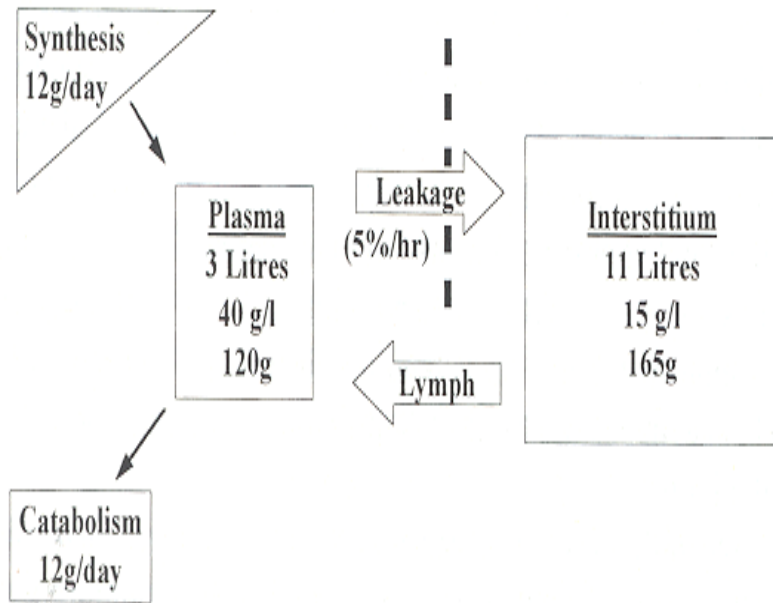 Synthesis
12g/day
Leakage
(5%/hr)
Plasma
3 Litres
40 g/l
120g
Interstitium
11 Litres
15 g/l
165g
Lymph
Catabolism
12g/day